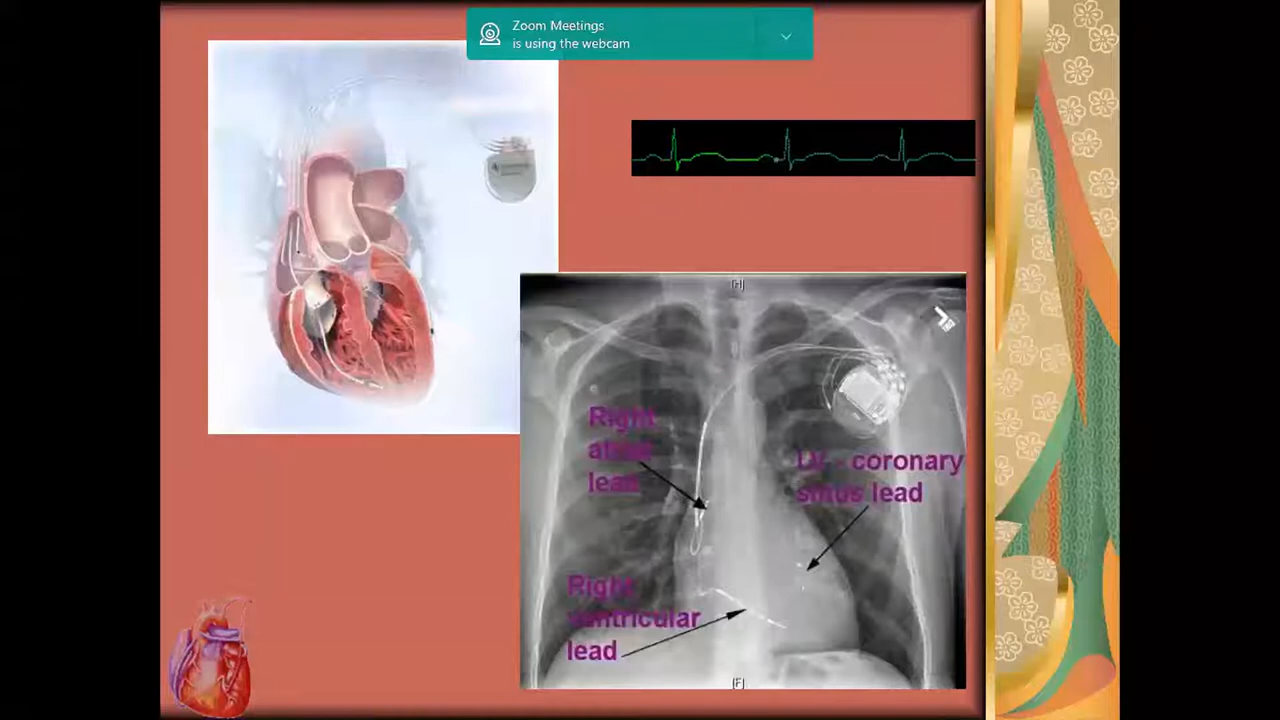 Zoom Meetings
is using the webcam
[H]
Right
atrial
lead
LV - coronary
sinus lead
Right
ventricular
lead
[F]